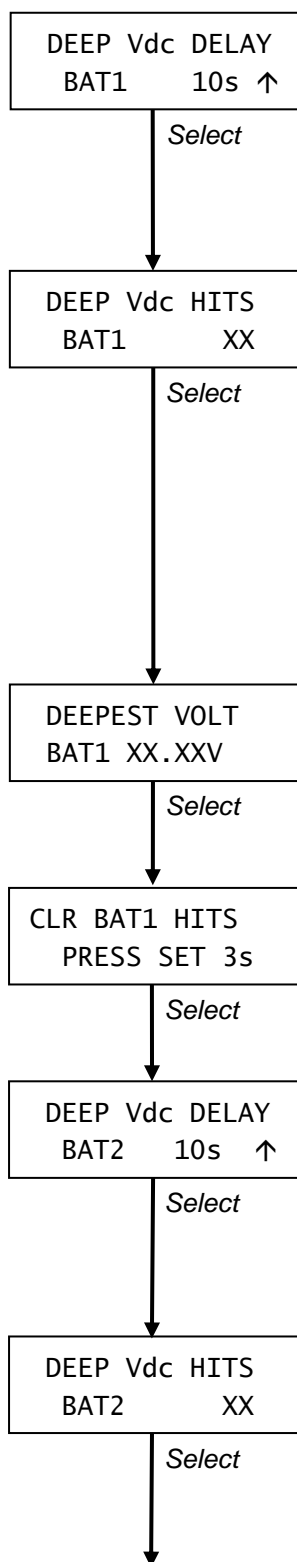 DEEP Vdc DELAY
BAT1 10s ↑
Select
DEEP Vdc HITS
BAT1 XX
Select
DEEPEST VOLT
BAT1 XX.XXV
Select
CLR BAT1 HITS
PRESS SET 3s
Select
DEEP Vdc DELAY
BAT2 10s ↑
Select
DEEP Vdc HITS
BAT2 XX
Select